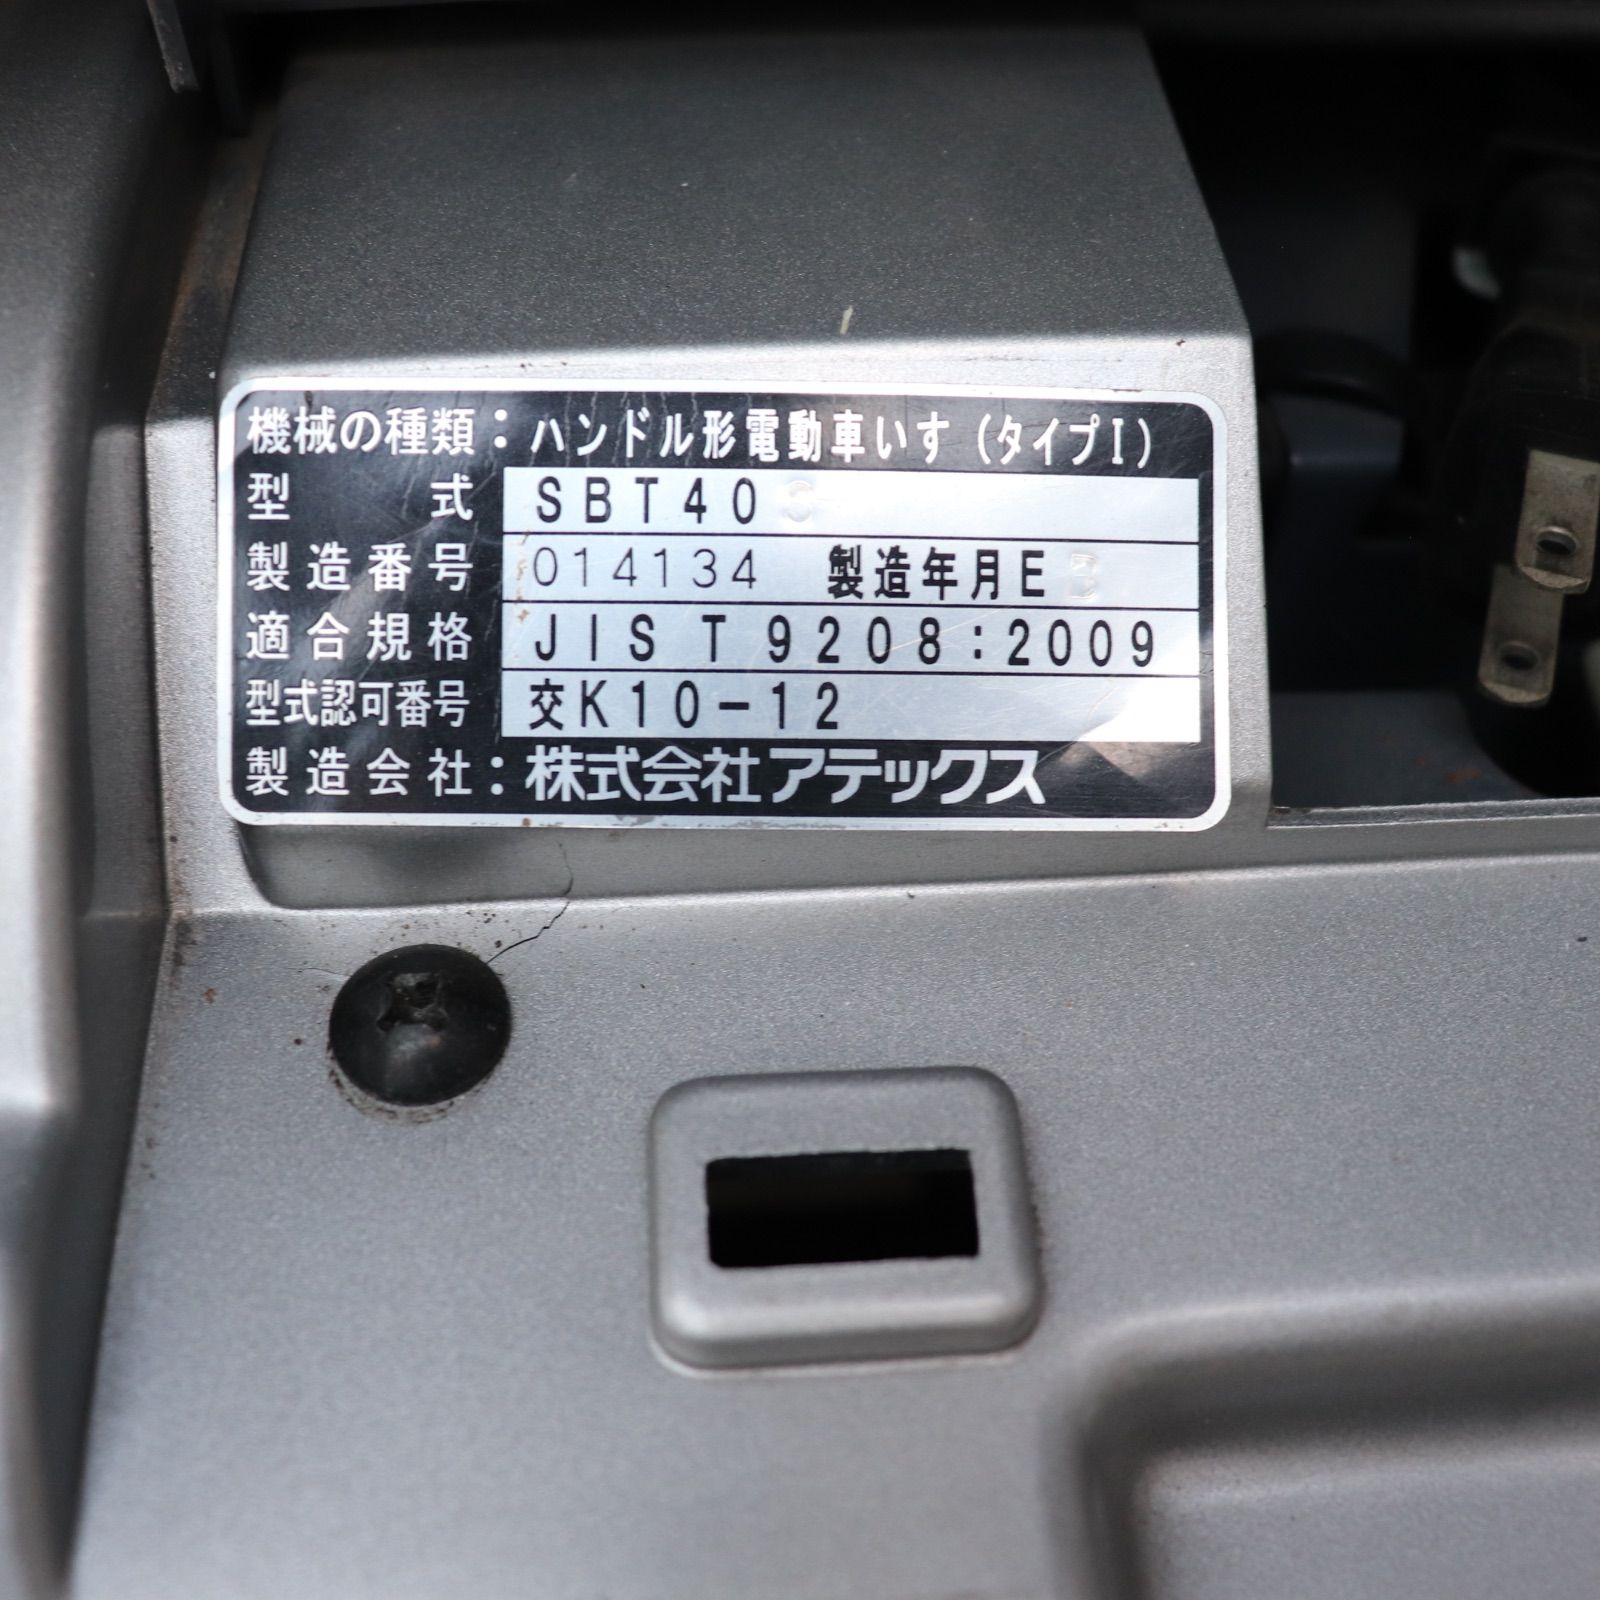 機械の種類：ハンドル形電動車いす（タイプⅠ）
型式 SBT40
製造番号 014134 製造年月 E
適合規格 JIS T 9208:2009
型式認可番号 交K10-12
製造会社：株式会社アテックス